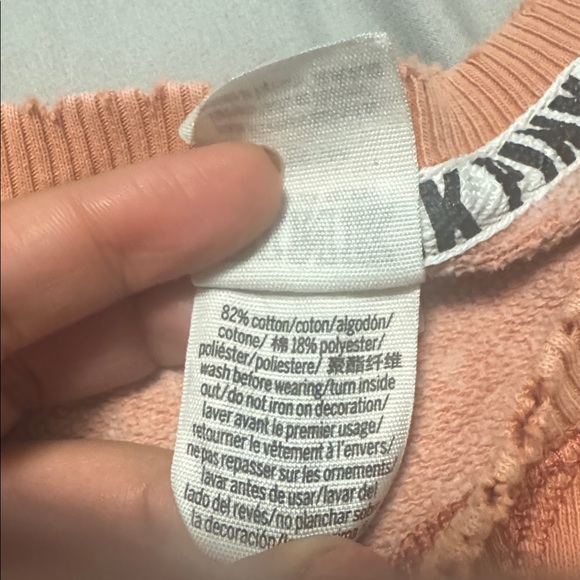 82% cotton/coton/algodón/
cotone/ 棉 18% polyester/
poliéster/poliestere/ 聚酯纤维
wash before wearing/turn inside
out/do not iron on decoration/
laver avant le premier usage/
retourner le vêtement à l'envers/
ne pas repasser sur les ornements/
lavar antes de usar/lavar del
lado del revés/no planchar sob
la decoración/